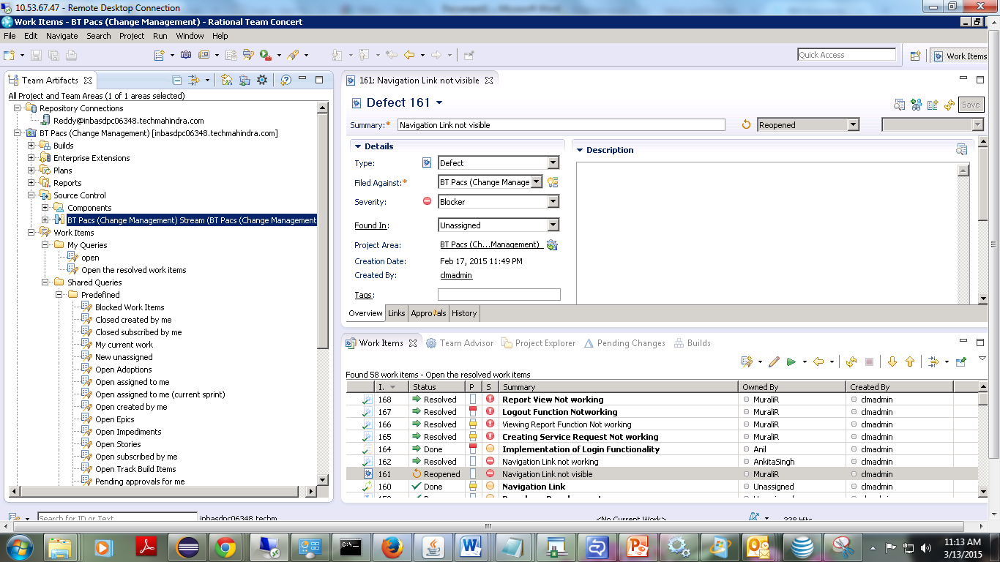 10.53.67.47 - Remote Desktop Connection
Work Items - BT Pacs (Change Management) - Rational Team Concert
File Edit Navigate Search Project Run Window Help
Quick Access
Work Items
Team Artifacts
All Project and Team Areas (1 of 1 areas selected)
Repository Connections
Reddy@inbasdpc06348.techmahindra.com
BT Pacs (Change Management) [inbasdpc06348.techmahindra.com]
Builds
Enterprise Extensions
Plans
Reports
Source Control
Components
BT Pacs (Change Management) Stream (BT Pacs (Change Management
Work Items
My Queries
open
Open the resolved work items
Shared Queries
Predefined
Blocked Work Items
Closed created by me
Closed subscribed by me
My current work
New unassigned
Open Adoptions
Open assigned to me
Open assigned to me (current sprint)
Open created by me
Open Epics
Open Impediments
Open Stories
Open subscribed by me
Open Track Build Items
Pending approvals for me
Search for ID or Text
161: Navigation Link not visible
Defect 161
Save
Summary:* Navigation Link not visible Reopened
Details
Type: Defect
Filed Against:* BT Pacs (Change Manage
Severity: Blocker
Found In: Unassigned
Project Area: BT Pacs (Ch...Management)
Creation Date: Feb 17, 2015 11:49 PM
Created By: clmadmin
Tags:
Description
Overview Links Approvals History
Work Items Team Advisor Project Explorer Pending Changes Builds
Found 58 work items - Open the resolved work items
I. Status P S Summary Owned By Created By
168 Resolved Report View Not working MuraliR clmadmin
167 Resolved Logout Function Notworking MuraliR clmadmin
166 Resolved Viewing Report Function Not working MuraliR clmadmin
165 Resolved Creating Service Request Not working MuraliR clmadmin
164 Done Implementation of Login Functionality Anil clmadmin
162 Resolved Navigation Link not working AnkitaSingh clmadmin
161 Reopened Navigation Link not visible MuraliR clmadmin
160 Done Navigation Link Unassigned clmadmin
inbasdpc06348.techm
<No Current Work>
11:13 AM
3/13/2015